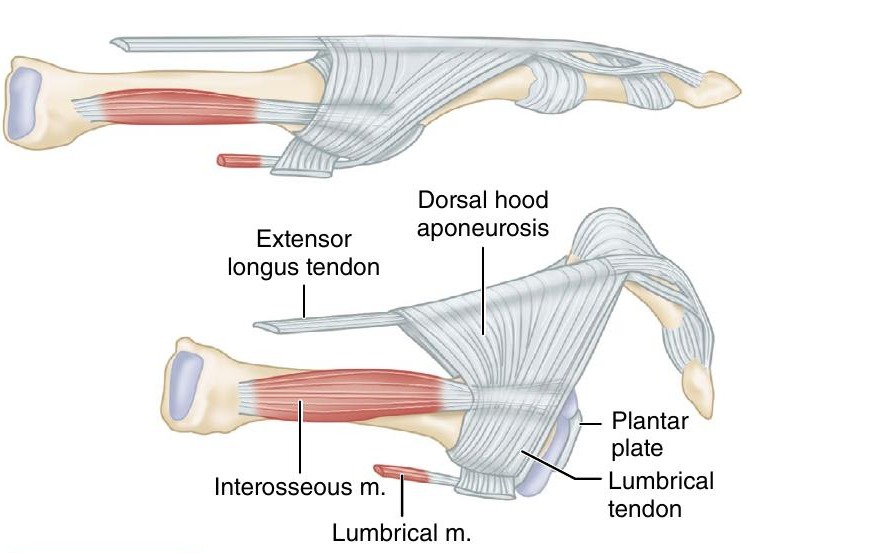 Dorsal hood
aponeurosis
Extensor
longus tendon
Plantar
plate
Lumbrical
tendon
Interosseous m.
Lumbrical m.